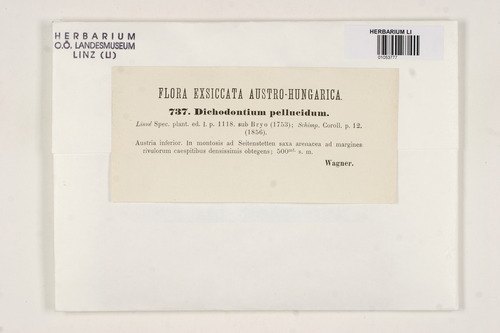 HERBARIUM
O.Ö. LANDESMUSEUM
LINZ (LI)
HERBARIUM LI
01053777
FLORA EXSICCATA AUSTRO-HUNGARICA.
737. Dichodontium pellucidum.
Linné Spec. plant. ed. I. p. 1118. sub Bryo (1753); Schimp. Coroll. p. 12.
(1856).
Austria inferior. In montosis ad Seitenstetten saxa arenacea ad margines
rivulorum caespitibus densissimis obtegens; 500mt. s. m.
Wagner.